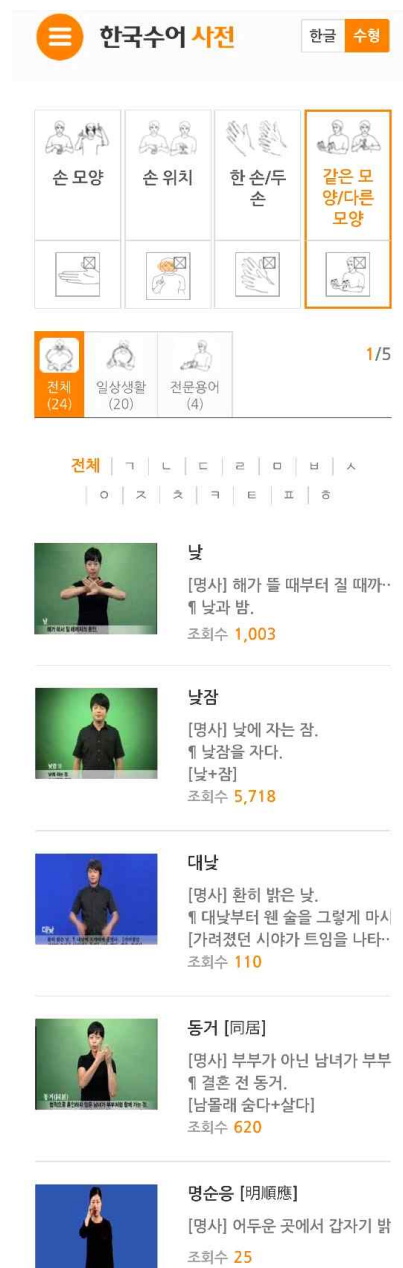 한국수어 사전
한글 수형
손 모양
손 위치
한 손/두
손
같은 모
양/다른
모양
1/5
전체
(24)
일상생활
(20)
전문용어
(4)
전체 ㄱ ㄴ ㄷ ㄹ ㅁ ㅂ ㅅ
ㅇ ㅈ ㅊ ㅋ ㅌ ㅍ ㅎ
낮
낮
[명사] 해가 뜰 때부터 질 때까··
¶ 낮과 밤.
조회수 1,003
낮잠
[명사] 낮에 자는 잠.
¶ 낮잠을 자다.
[낮+잠]
조회수 5,718
낮잠
대낮
[명사] 환히 밝은 낮.
¶ 대낮부터 웬 술을 그렇게 마시
[가려졌던 시야가 트임을 나타··
조회수 110
대낮
동거 [同居]
[명사] 부부가 아닌 남녀가 부부
¶ 결혼 전 동거.
[남몰래 숨다+살다]
조회수 620
동거(同居)
명순응 [明順應]
[명사] 어두운 곳에서 갑자기 밝
조회수 25